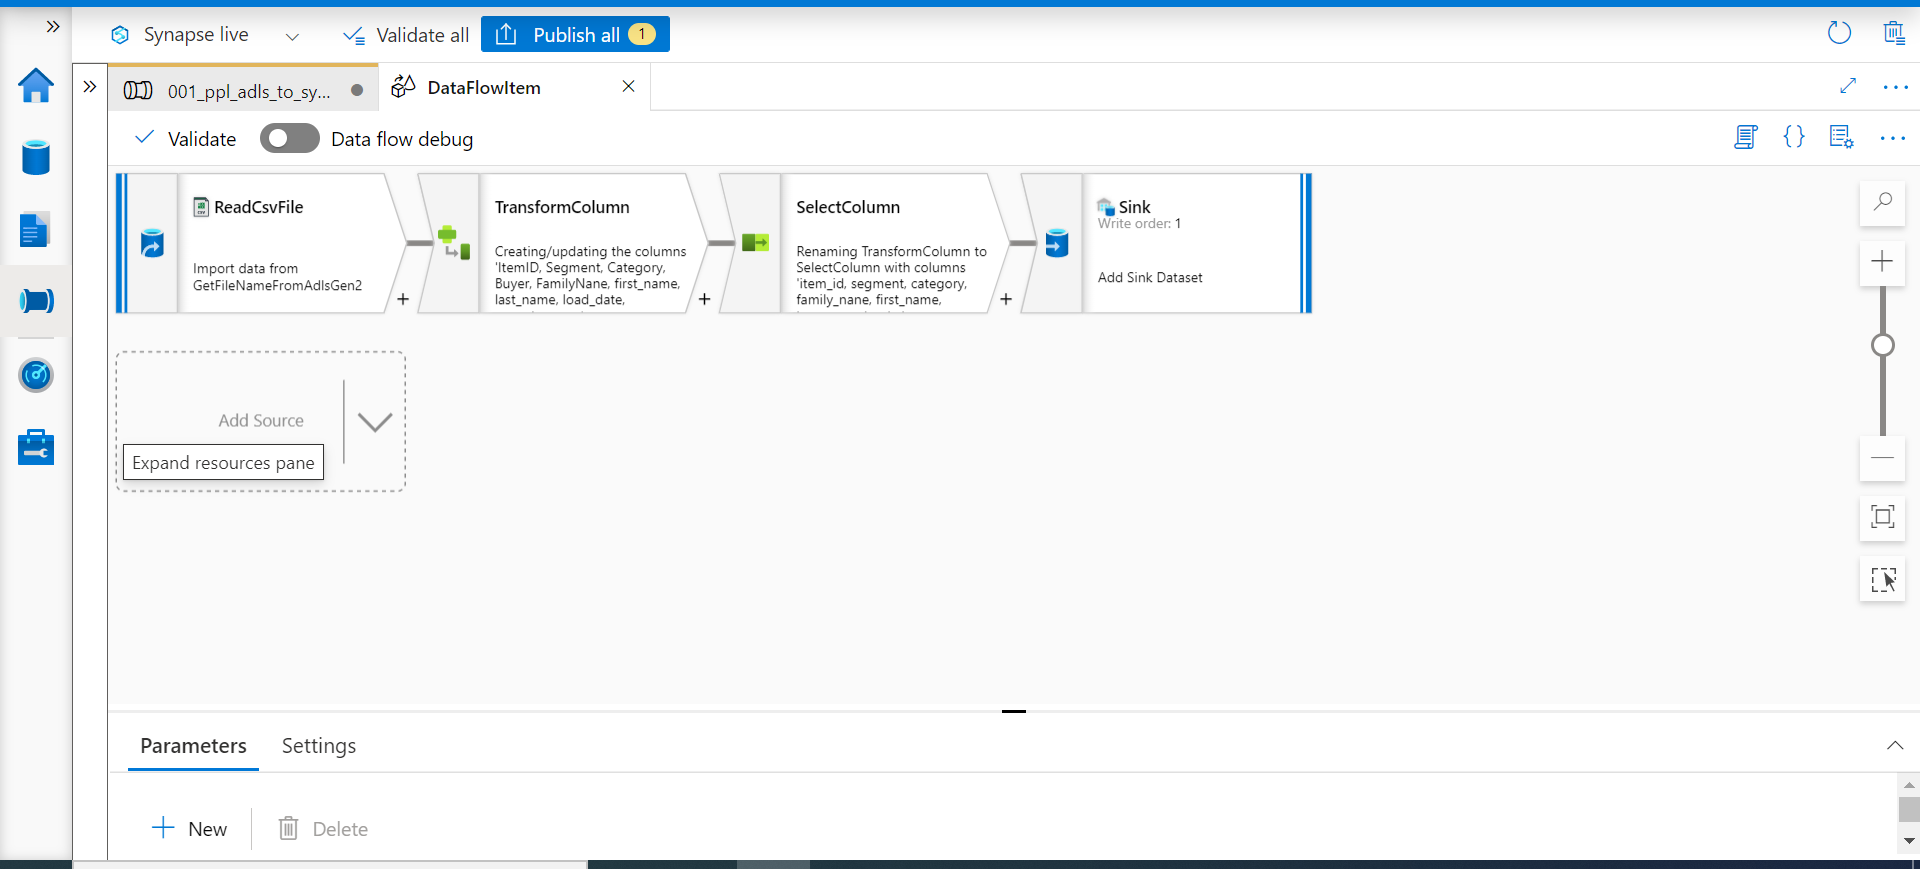 Synapse live
Validate all
Publish all 1
001_ppl_adls_to_sy...
DataFlowItem
Validate
Data flow debug
ReadCsvFile
Import data from
GetFileNameFromAdlsGen2
+
TransformColumn
Creating/updating the columns
'ItemID, Segment, Category,
Buyer, FamilyNane, first_name,
last_name, load_date,
+
SelectColumn
Renaming TransformColumn to
SelectColumn with columns
'item_id, segment, category,
family_nane, first_name,
+
Sink
Write order: 1
Add Sink Dataset
Add Source
Expand resources pane
Parameters
Settings
New
Delete